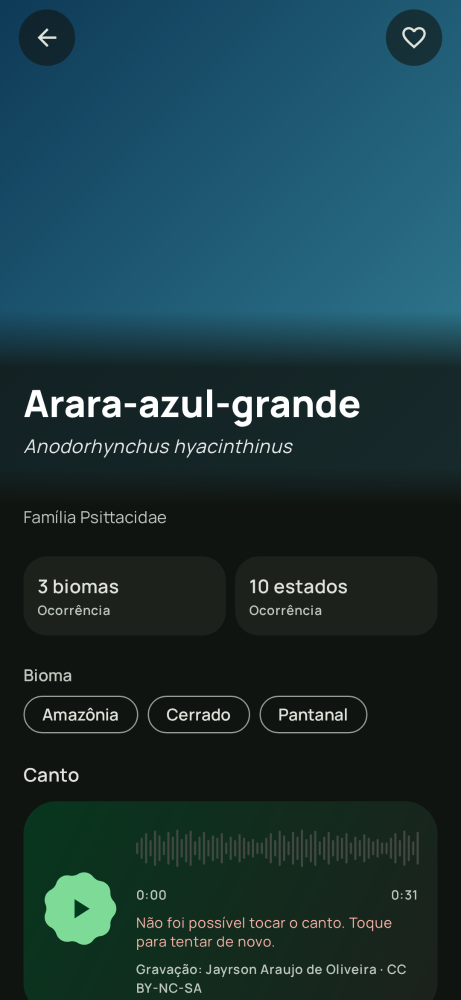 Arara-azul-grande
Anodorhynchus hyacinthinus
Família Psittacidae
3 biomas
Ocorrência
10 estados
Ocorrência
Bioma
Amazônia
Cerrado
Pantanal
Canto
0:00
0:31
Não foi possível tocar o canto. Toque
para tentar de novo.
Gravação: Jayrson Araujo de Oliveira · CC
BY-NC-SA